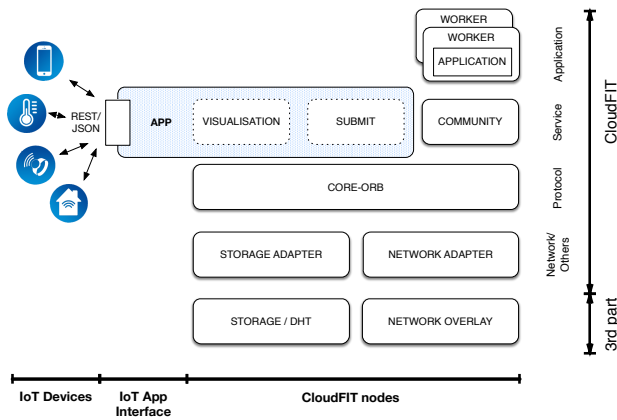 WORKER
WORKER
APPLICATION
Application
CloudFIT
REST/
JSON
APP
VISUALISATION
SUBMIT
COMMUNITY
Service
CORE-ORB
Protocol
STORAGE ADAPTER
NETWORK ADAPTER
Network/
Others
STORAGE / DHT
NETWORK OVERLAY
3rd part
IoT Devices
IoT App
Interface
CloudFIT nodes